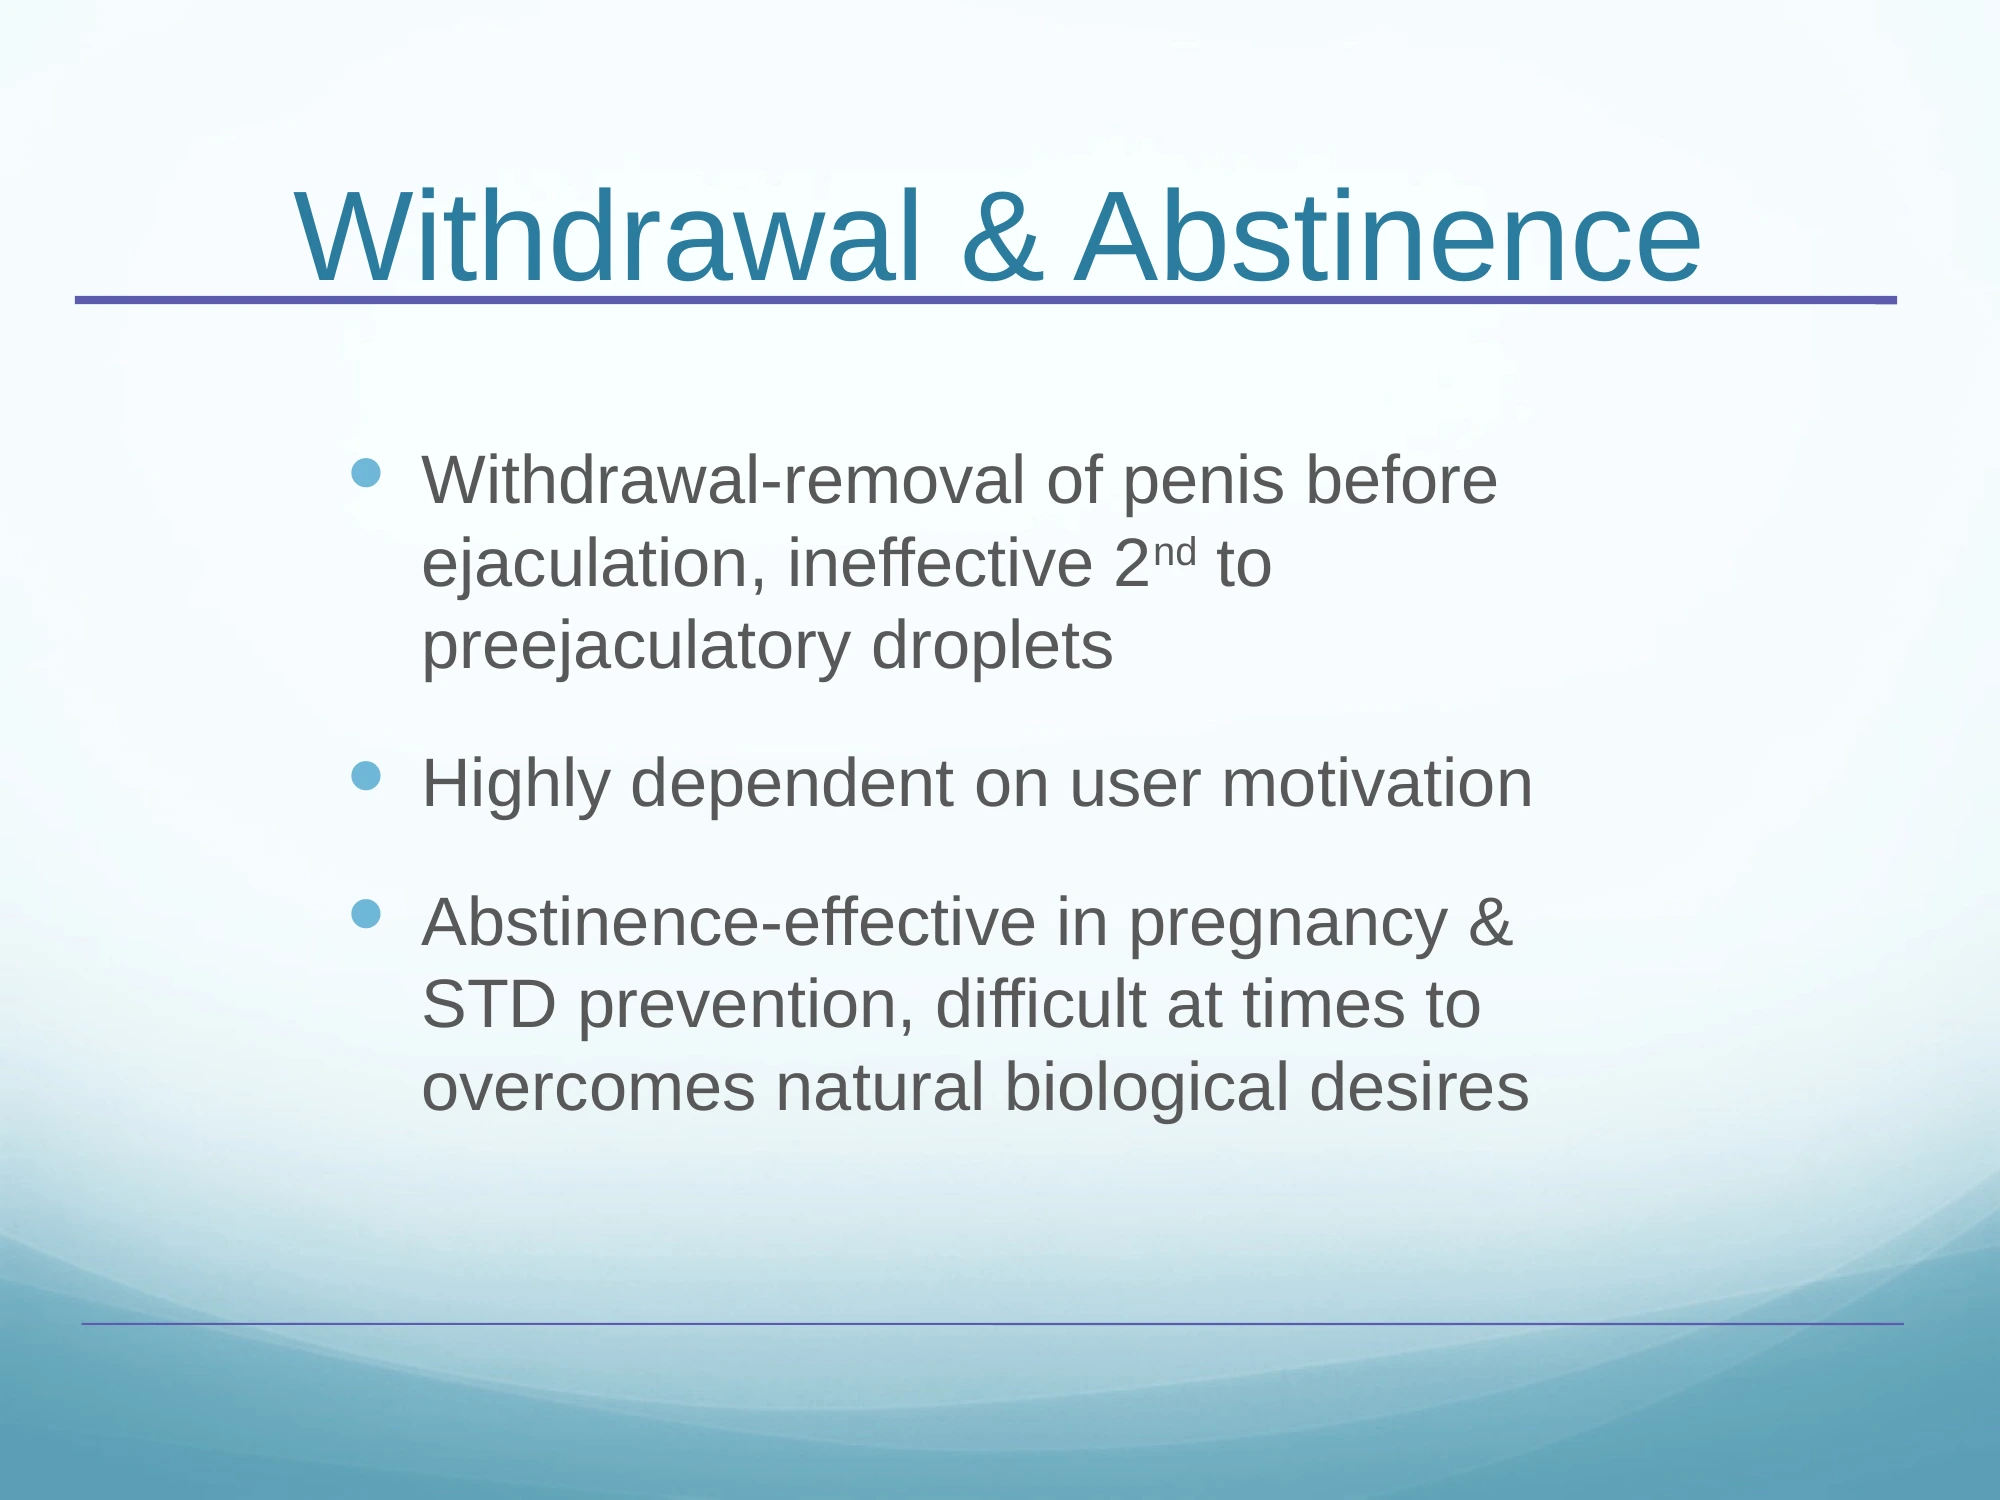 Withdrawal & Abstinence
Withdrawal-removal of penis before
ejaculation, ineffective 2nd to
preejaculatory droplets
Highly dependent on user motivation
Abstinence-effective in pregnancy &
STD prevention, difficult at times to
overcomes natural biological desires